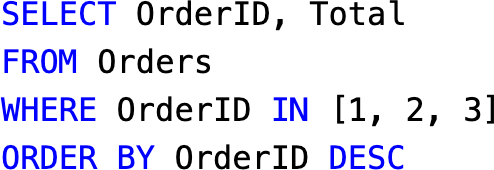 SELECT OrderID, Total
FROM Orders
WHERE OrderID IN [1, 2, 3]
ORDER BY OrderID DESC